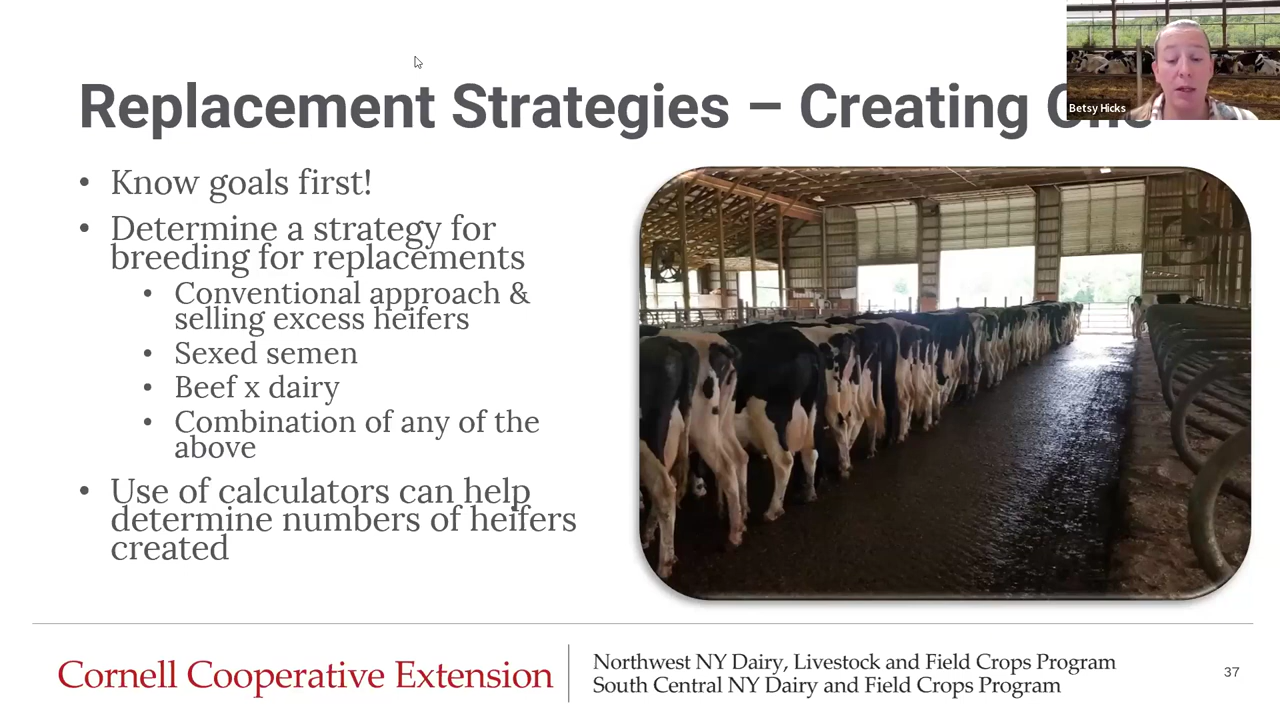 Replacement Strategies – Creating
Betsy Hicks
• Know goals first!
• Determine a strategy for
breeding for replacements
• Conventional approach &
selling excess heifers
• Sexed semen
• Beef x dairy
• Combination of any of the
above
• Use of calculators can help
determine numbers of heifers
created
Cornell Cooperative Extension
Northwest NY Dairy, Livestock and Field Crops Program
South Central NY Dairy and Field Crops Program
37